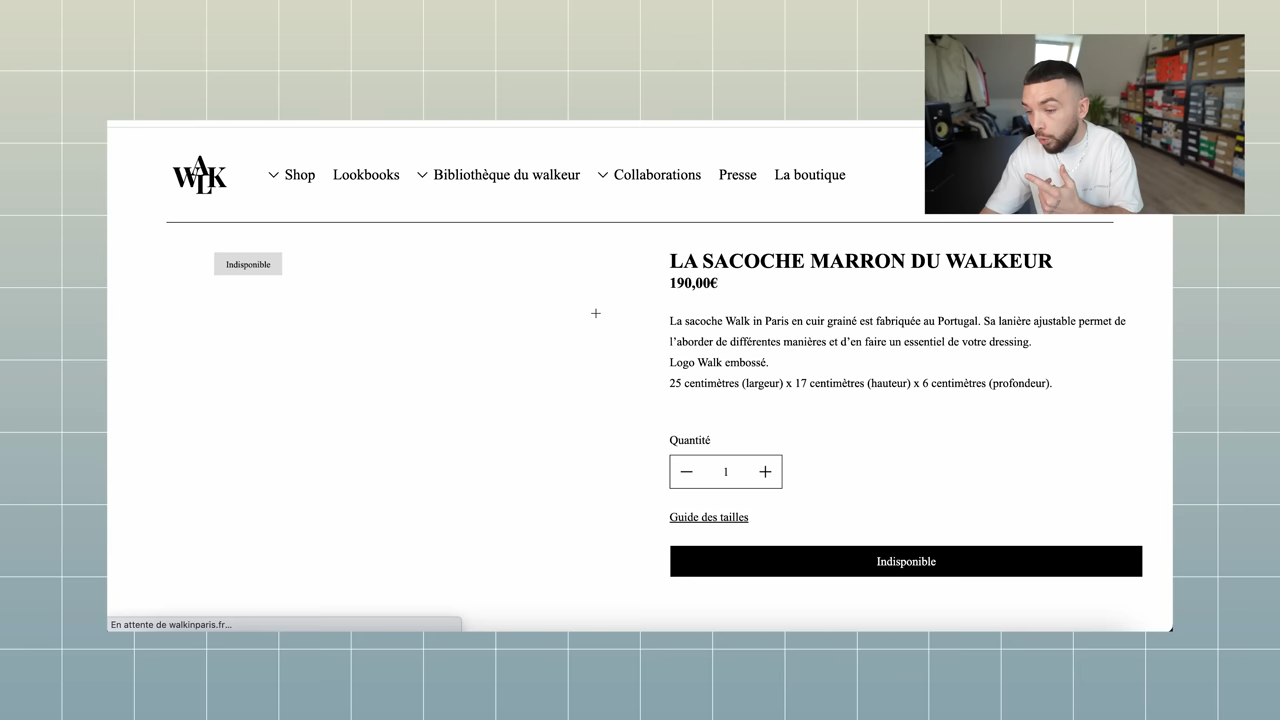 WALK
Shop
Lookbooks
Bibliothèque du walkeur
Collaborations
Presse
La boutique
Indisponible
LA SACOCHE MARRON DU WALKEUR
190,00€
La sacoche Walk in Paris en cuir grainé est fabriquée au Portugal. Sa lanière ajustable permet de
l’aborder de différentes manières et d’en faire un essentiel de votre dressing.
Logo Walk embossé.
25 centimètres (largeur) x 17 centimètres (hauteur) x 6 centimètres (profondeur).
Quantité
1
Guide des tailles
Indisponible
En attente de walkinparis.fr...